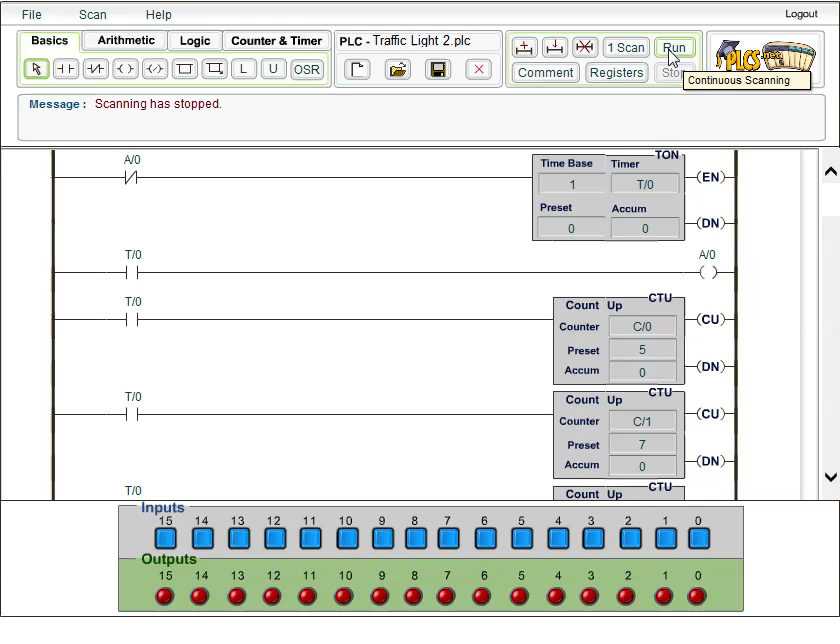 File Scan Help Logout
Basics Arithmetic Logic Counter & Timer
PLC - Traffic Light 2.plc
1 Scan Run
L U OSR
Comment Registers Stop
PLCS.net
Continuous Scanning
Message : Scanning has stopped.
A/0
TON
Time Base Timer
1 T/0
(EN)
Preset Accum
0 0
(DN)
T/0 A/0
T/0
CTU
Count Up
Counter C/0
(CU)
Preset 5
Accum 0
(DN)
T/0
CTU
Count Up
Counter C/1
(CU)
Preset 7
Accum 0
(DN)
T/0
CTU
Count Up
Inputs
15 14 13 12 11 10 9 8 7 6 5 4 3 2 1 0
Outputs
15 14 13 12 11 10 9 8 7 6 5 4 3 2 1 0